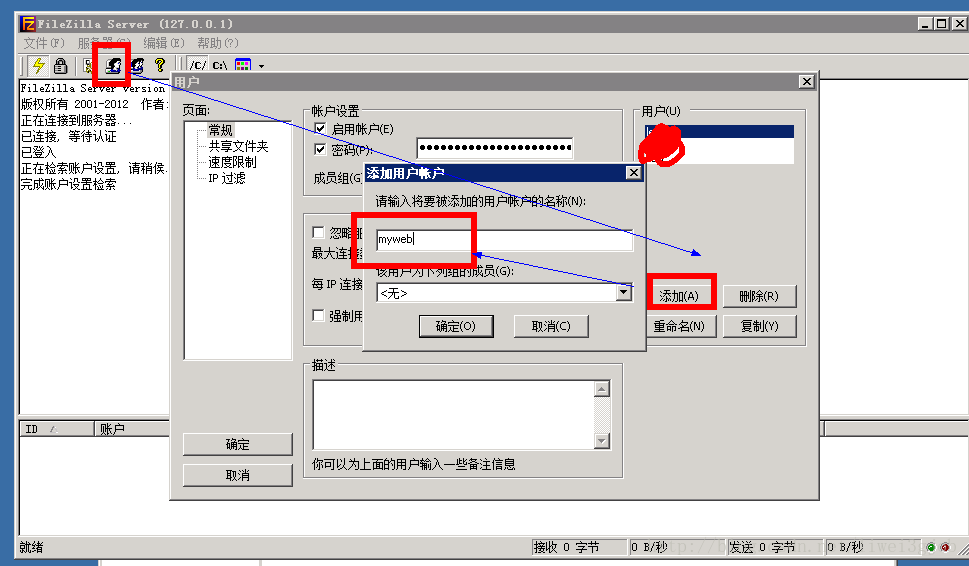 FileZilla Server (127.0.0.1)
文件(F) 服务器(S) 编辑(E) 帮助(?)
/C/ C:\
FileZilla Server version
版权所有 2001-2012 作者:
正在连接到服务器...
已连接, 等待认证
已登入
正在检索账户设置, 请稍侯
完成账户设置检索
用户
页面:
常规
共享文件夹
速度限制
IP 过滤
帐户设置
启用帐户(E)
密码(P):
成员组(G
忽略
最大连接
每 IP 连接
强制用
用户(U)
添加(A) 删除(R)
重命名(N) 复制(Y)
添加用户帐户
请输入将要被添加的用户帐户的名称(N):
myweb
该用户为下列组的成员(G):
<无>
确定(O) 取消(C)
描述
你可以为上面的用户输入一些备注信息
确定
取消
ID / 账户
就绪 接收 0 字节 0 B/秒 发送 0 字节 0 B/秒